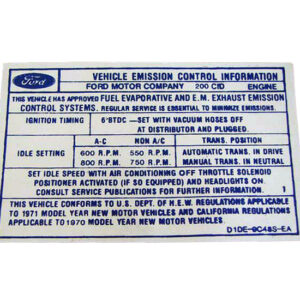 Ford
VEHICLE EMISSION CONTROL INFORMATION
FORD MOTOR COMPANY 200 CID ENGINE
THIS VEHICLE HAS APPROVED FUEL EVAPORATIVE AND E.M. EXHAUST EMISSION
CONTROL SYSTEMS. REGULAR SERVICE IS ESSENTIAL TO MINIMIZE EMISSIONS.
IGNITION TIMING 6°BTDC —SET WITH VACUUM HOSES OFF
AT DISTRIBUTOR AND PLUGGED.
A-C NON A/C TRANS. POSITION
IDLE SETTING 600 R.P.M. 550 R.P.M. AUTOMATIC TRANS. IN DRIVE
800 R.P.M. 750 R.P.M. MANUAL TRANS. IN NEUTRAL
SET IDLE SPEED WITH AIR CONDITIONING OFF THROTTLE SOLENOID
POSITIONER ACTIVATED (IF SO EQUIPPED) AND HEADLIGHTS ON
CONSULT SERVICE PUBLICATIONS FOR FURTHER INFORMATION. 1
THIS VEHICLE CONFORMS TO U.S. DEPT. OF H.E.W. REGULATIONS APPLICABLE
TO 1971 MODEL YEAR NEW MOTOR VEHICLES AND CALIFORNIA REGULATIONS
APPLICABLE TO 1970 MODEL YEAR NEW MOTOR VEHICLES.
D1DE-9C485-EA